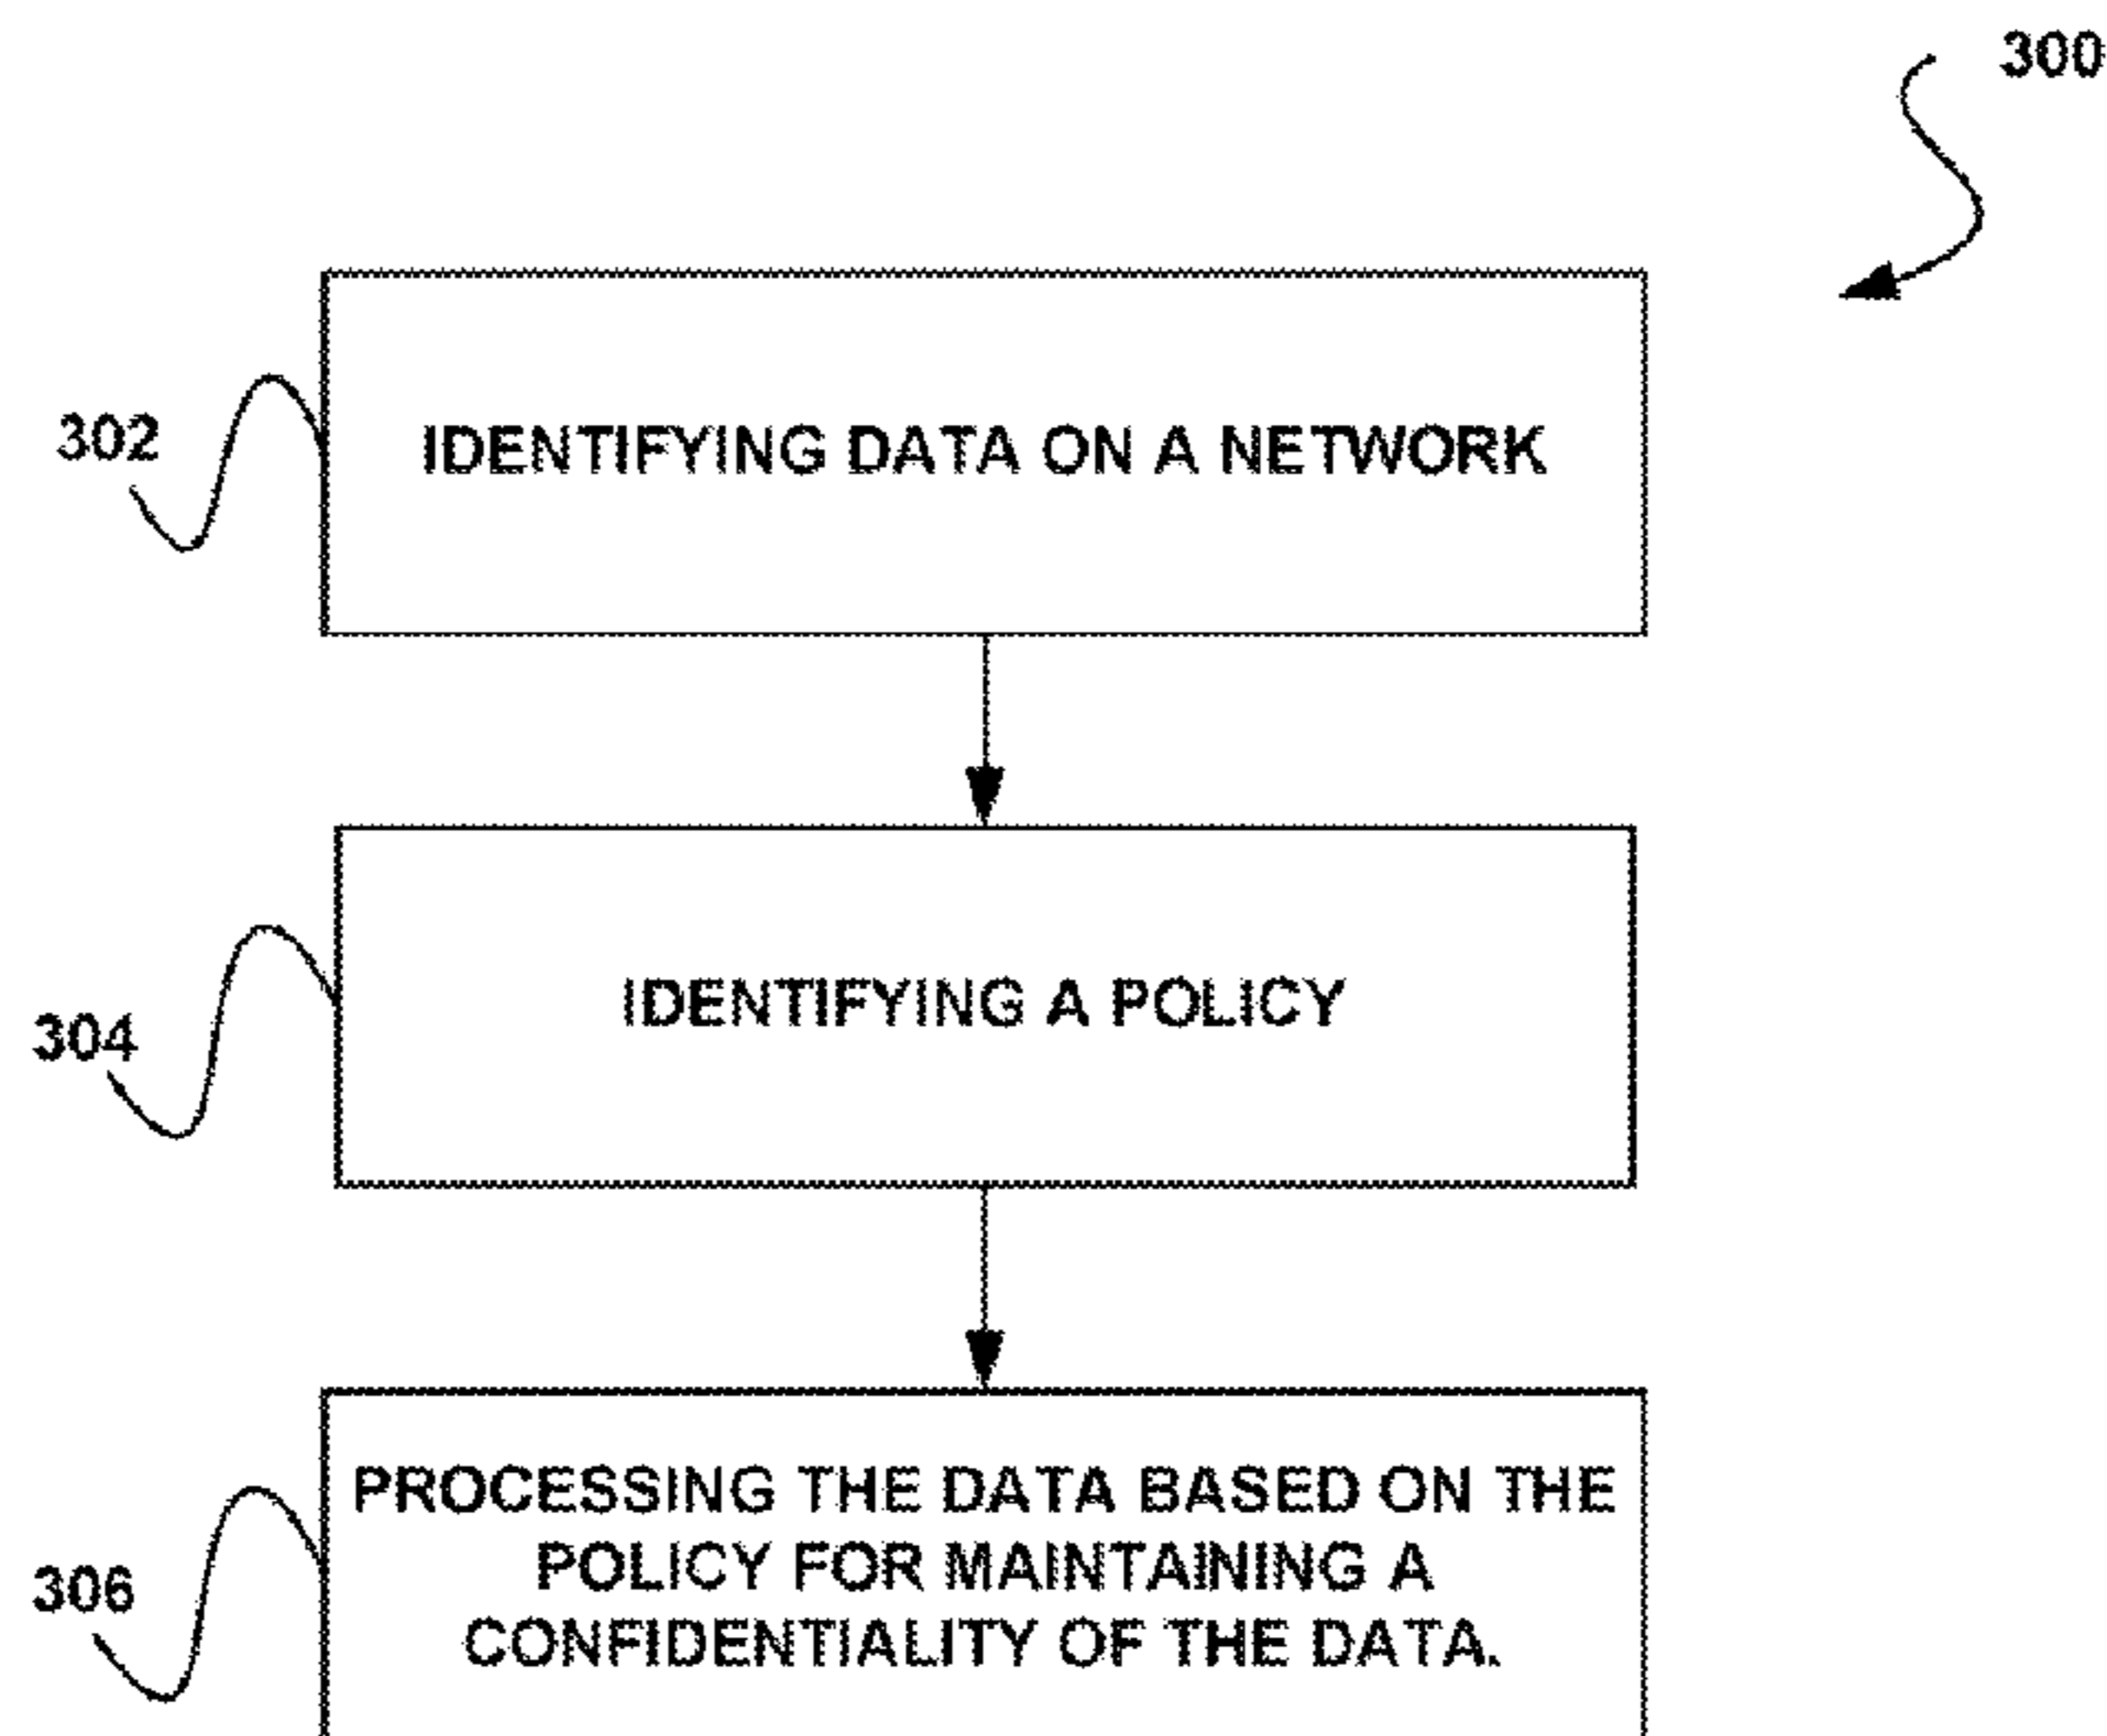 300
302
IDENTIFYING DATA ON A NETWORK
304
IDENTIFYING A POLICY
306
PROCESSING THE DATA BASED ON THE
POLICY FOR MAINTAINING A
CONFIDENTIALITY OF THE DATA.